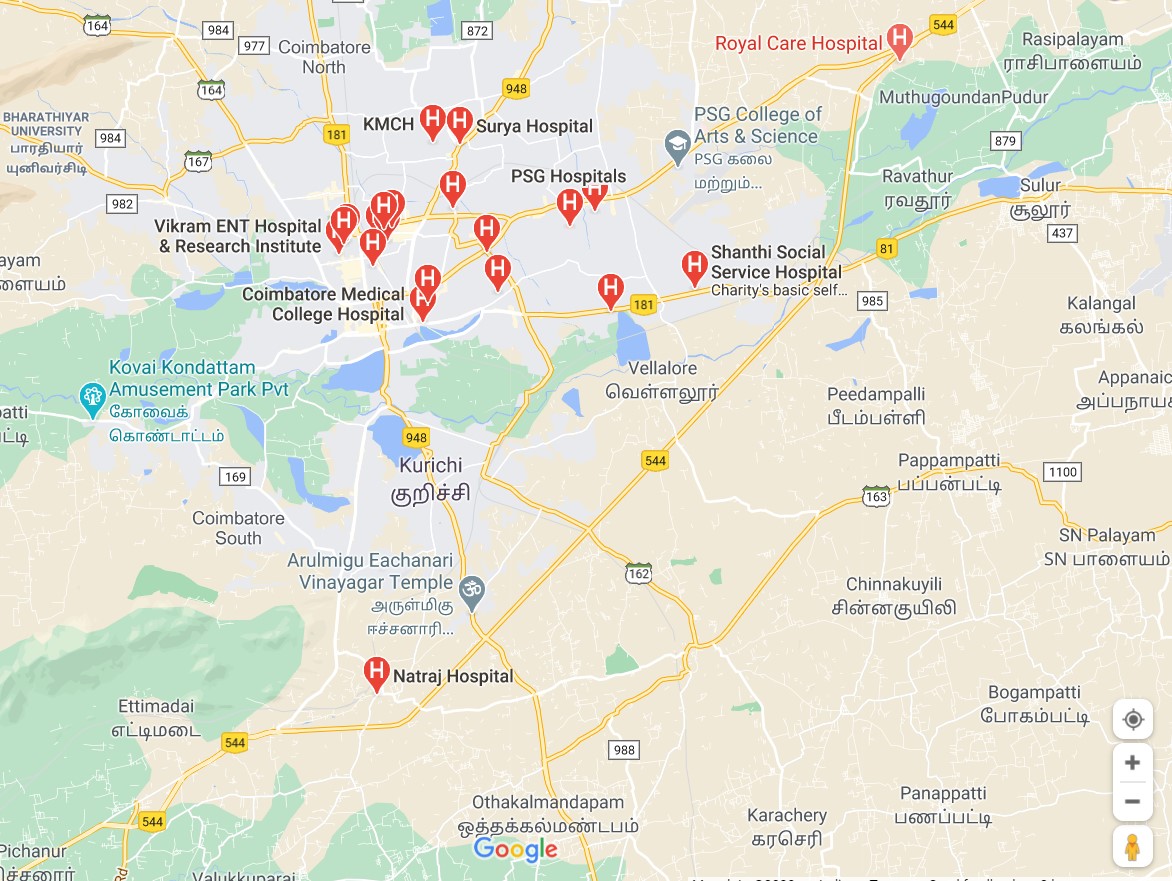 164
984
977
Coimbatore
North
872
544
Royal Care Hospital
Rasipalayam
ராசிபாளையம்
164
948
MuthugoundanPudur
BHARATHIYAR
UNIVERSITY
பாரதியார்
யுனிவர்சிடி
984
167
181
KMCH
Surya Hospital
PSG College of
Arts & Science
PSG கலை
மற்றும்...
879
982
PSG Hospitals
Ravathur
ரவதூர்
Sulur
சூலூர்
437
Vikram ENT Hospital
& Research Institute
81
Shanthi Social
Service Hospital
Charity's basic self...
ayam
ளையம்
Coimbatore Medical
College Hospital
181
985
Kalangal
கலங்கல்
Kovai Kondattam
Amusement Park Pvt
கோவைக்
கொண்டாட்டம்
Vellalore
வெள்ளலூர்
Peedampalli
பீடம்பள்ளி
Appanaic
அப்பநாயக
patti
ட்டி
948
Kurichi
குறிச்சி
544
Pappampatti
பப்பன்பட்டி
1100
169
163
Coimbatore
South
SN Palayam
SN பாளையம்
Arulmigu Eachanari
Vinayagar Temple
அருள்மிகு
ஈச்சனாரி...
162
Chinnakuyili
சின்னகுயிலி
Natraj Hospital
Ettimadai
எட்டிமடை
Bogampatti
போகம்பட்டி
544
988
Othakalmandapam
ஒத்தக்கல்மண்டபம்
Karachery
கரசெரி
Panappatti
பணப்பட்டி
544
Pichanur
ிச்சனூர்
Rd
Valukkuparai
Google